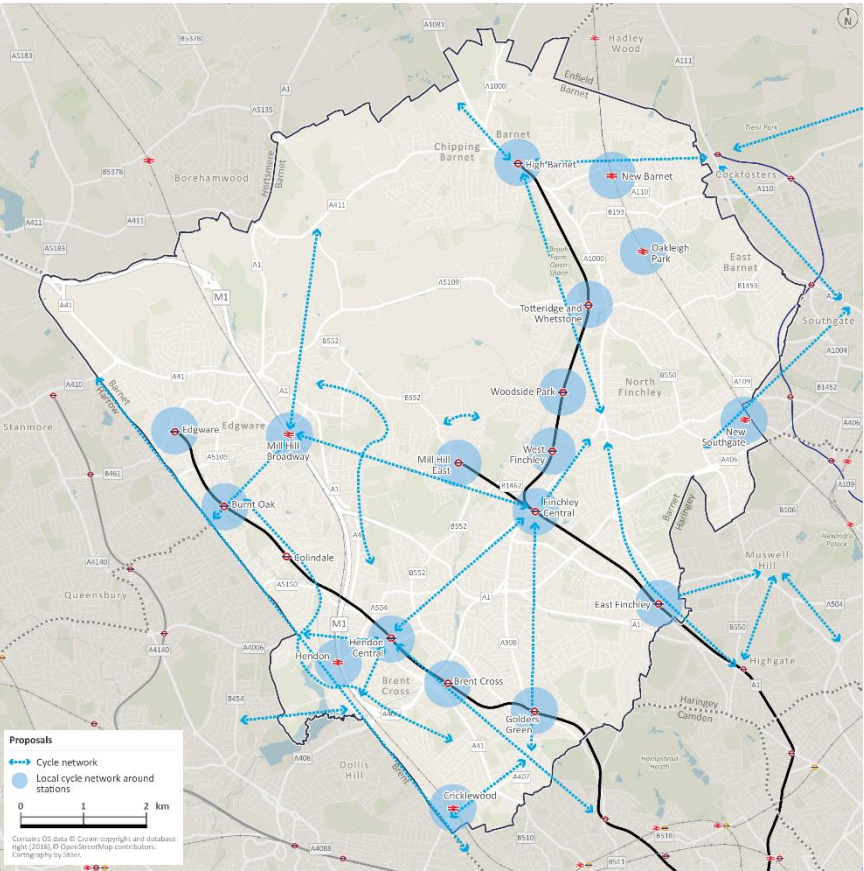 A1081
N
B5378
Hadley
Wood
A5183
A111
A1000
Enfield
Barnet
A1
A5135
Trent Park
Barnet
Chipping
Barnet
High Barnet
B5378
Hertsmere
Barnet
Borehamwood
Cockfosters
New Barnet
A110
A110
A411
A411
A411
B193
A5183
A1
Oakleigh
Park
A1000
East
Barnet
A5109
B1453
M1
A41
Totteridge and
Whetstone
Southgate
B552
A1004
A41
B550
A410
Barnet
Harrow
A1
B552
Woodside Park
North
Finchley
A109
B1452
Stanmore
Edgware
Edgware
Mill Hill
Broadway
New
Southgate
A406
A5109
Mill Hill
East
West
Finchley
A406
B461
B1462
A109
A1
Burnt Oak
Finchley
Central
Barnet
Haringey
B106
B552
Alexandra
Palace
Colindale
A4140
Muswell
Hill
A5150
B552
Queensbury
A1
A504
East Finchley
A504
M1
B550
A4140
A4006
Hendon
Central
A598
Hendon
Highgate
Brent
Cross
Brent Cross
A1
B454
Golders
Green
Haringey
Camden
A41
Dollis
Hill
A406
Hampstead
Heath
Brent
A407
Cricklewood
B510
B518
A4088
B511
Proposals
Cycle network
Local cycle network around
stations
0 1 2 km
Contains OS data © Crown copyright and database
right (2018),© OpenStreetMap contributors.
Cartography by Steer.